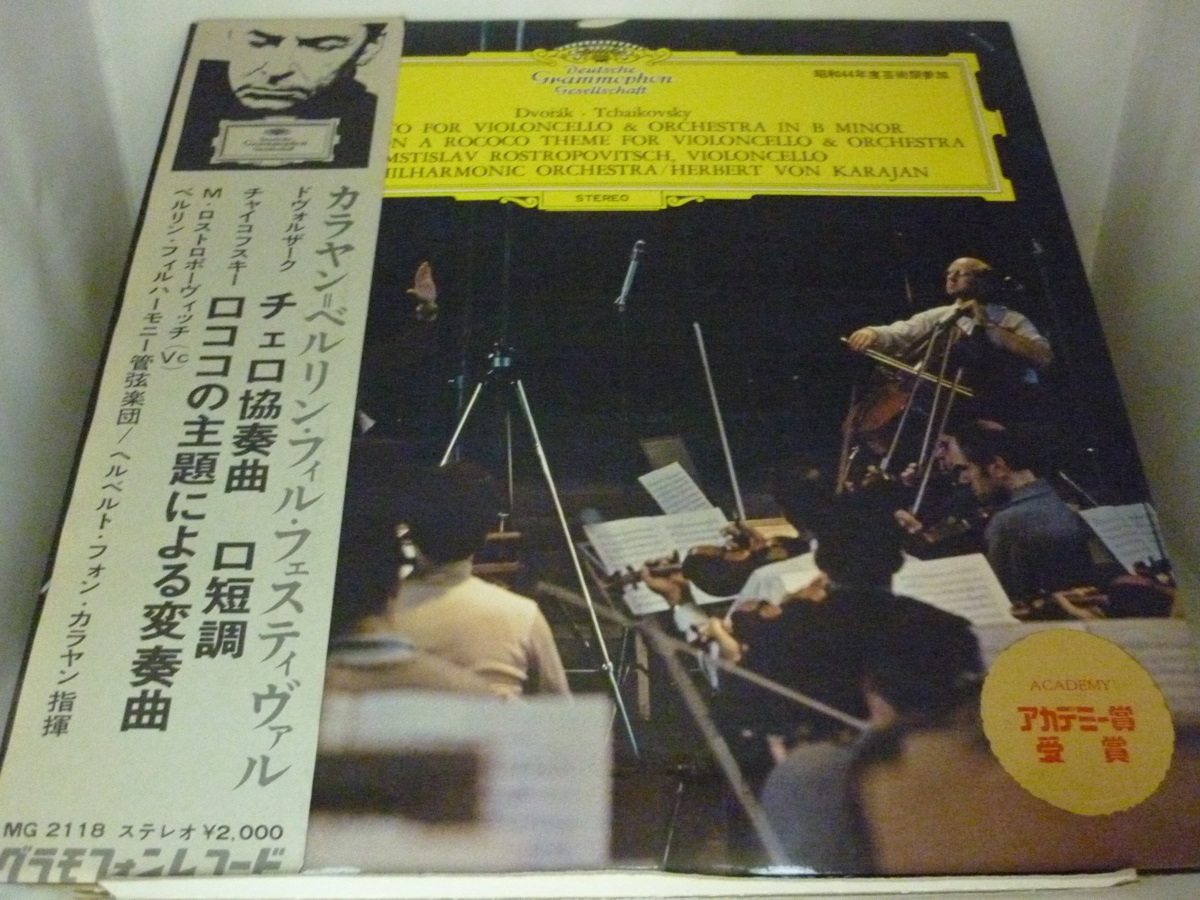 Deutsche
Grammophon
Gesellschaft
昭和44年度芸術祭参加
Dvořák · Tchaikovsky
TO FOR VIOLONCELLO & ORCHESTRA IN B MINOR
N A ROCOCO THEME FOR VIOLONCELLO & ORCHESTRA
MSTISLAV ROSTROPOVITSCH, VIOLONCELLO
ILHARMONIC ORCHESTRA/HERBERT VON KARAJAN
STEREO
カラヤン=ベルリン・フィル・フェスティヴァル
ドヴォルザーク チェロ協奏曲 ロ短調
チャイコフスキー ロココの主題による変奏曲
M・ロストロポーヴィッチ(Vc)
ベルリン・フィルハーモニー管弦楽団/ヘルベルト・フォン・カラヤン指揮
MG 2118 ステレオ ¥2,000
グラモフォンレコード
ACADEMY
アカデミー賞
受賞